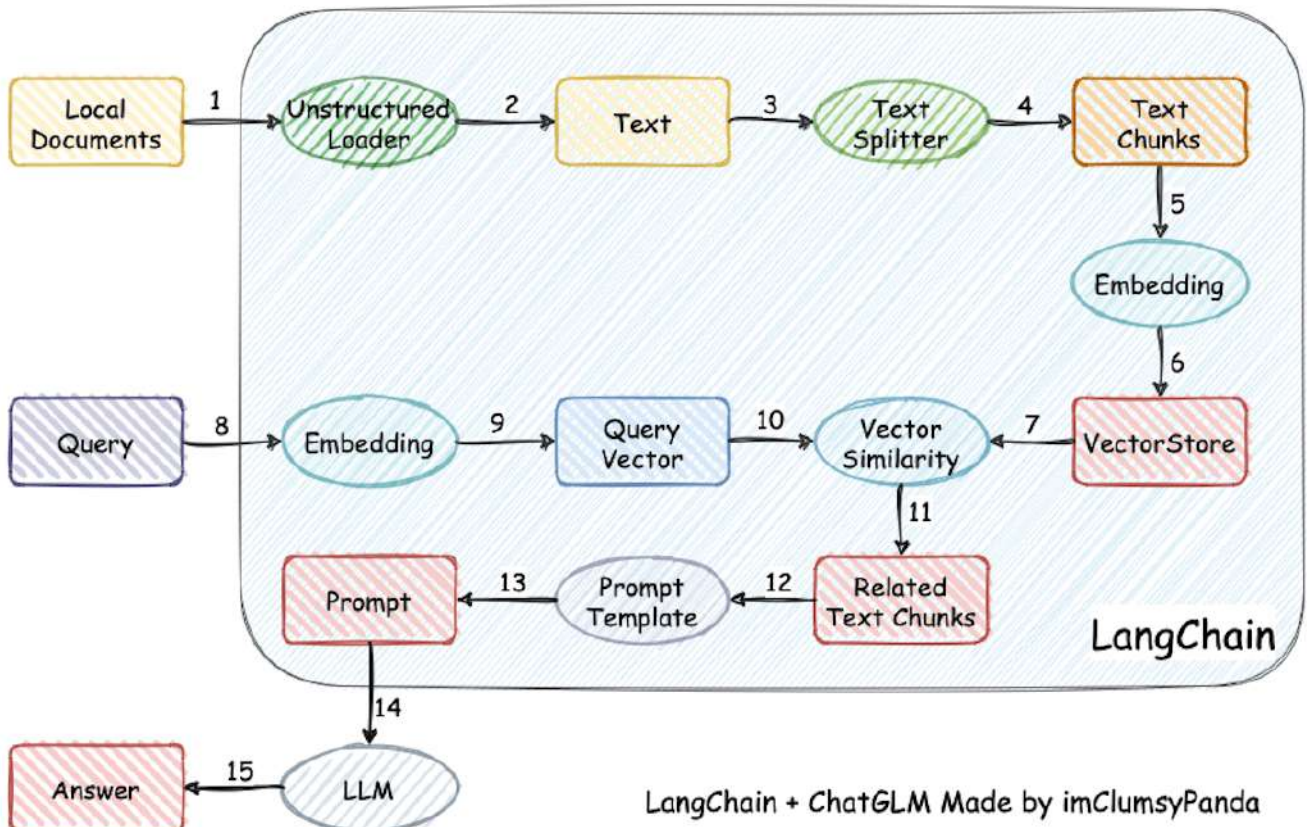 Local
Documents
1
Unstructured
Loader
2
Text
3
Text
Splitter
4
Text
Chunks
5
Embedding
6
Query
8
Embedding
9
Query
Vector
10
Vector
Similarity
7
VectorStore
11
Prompt
13
Prompt
Template
12
Related
Text Chunks
LangChain
14
Answer
15
LLM
LangChain + ChatGLM Made by imClumsyPanda